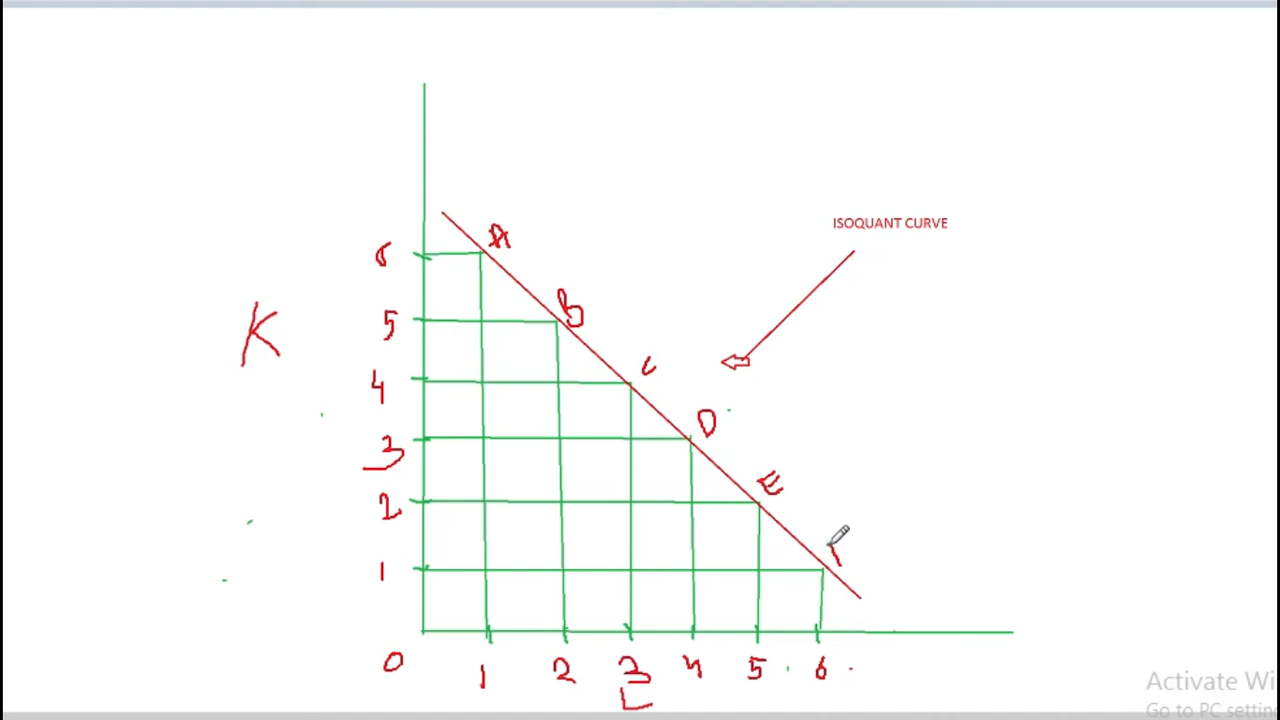 ISOQUANT CURVE
A
6
B
5
K
C
4
D
3
E
2
1
0
1 2 3 4 5 6
L
Activate Wi
Go to PC setting